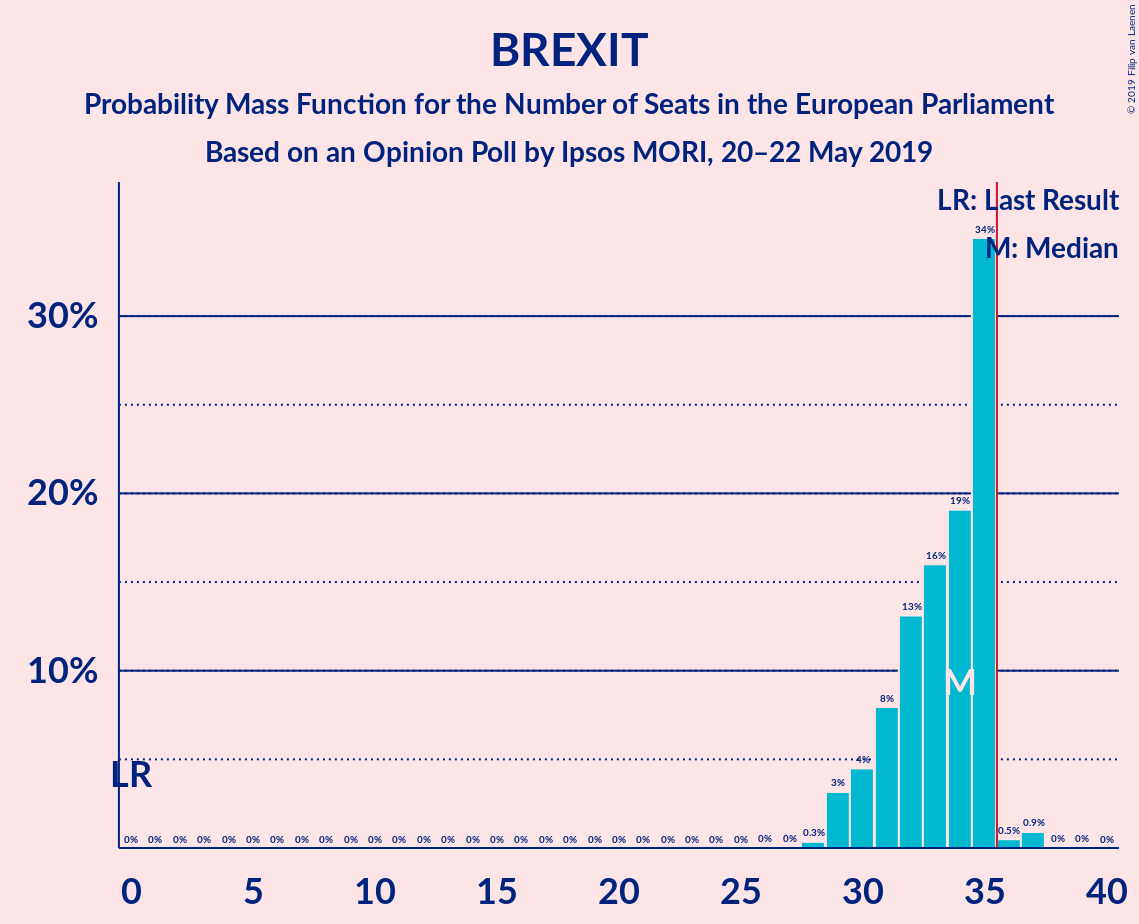 BREXIT
Probability Mass Function for the Number of Seats in the European Parliament
Based on an Opinion Poll by Ipsos MORI, 20–22 May 2019
© 2019 Filip van Laenen
LR: Last Result
M: Median
34%
30%
20%
19%
16%
13%
10%
M
8%
4%
LR
3%
0% 0% 0% 0% 0% 0% 0% 0% 0% 0% 0% 0% 0% 0% 0% 0% 0% 0% 0% 0% 0% 0% 0% 0% 0% 0% 0% 0% 0.3% 0.5% 0.9% 0% 0% 0%
0 5 10 15 20 25 30 35 40